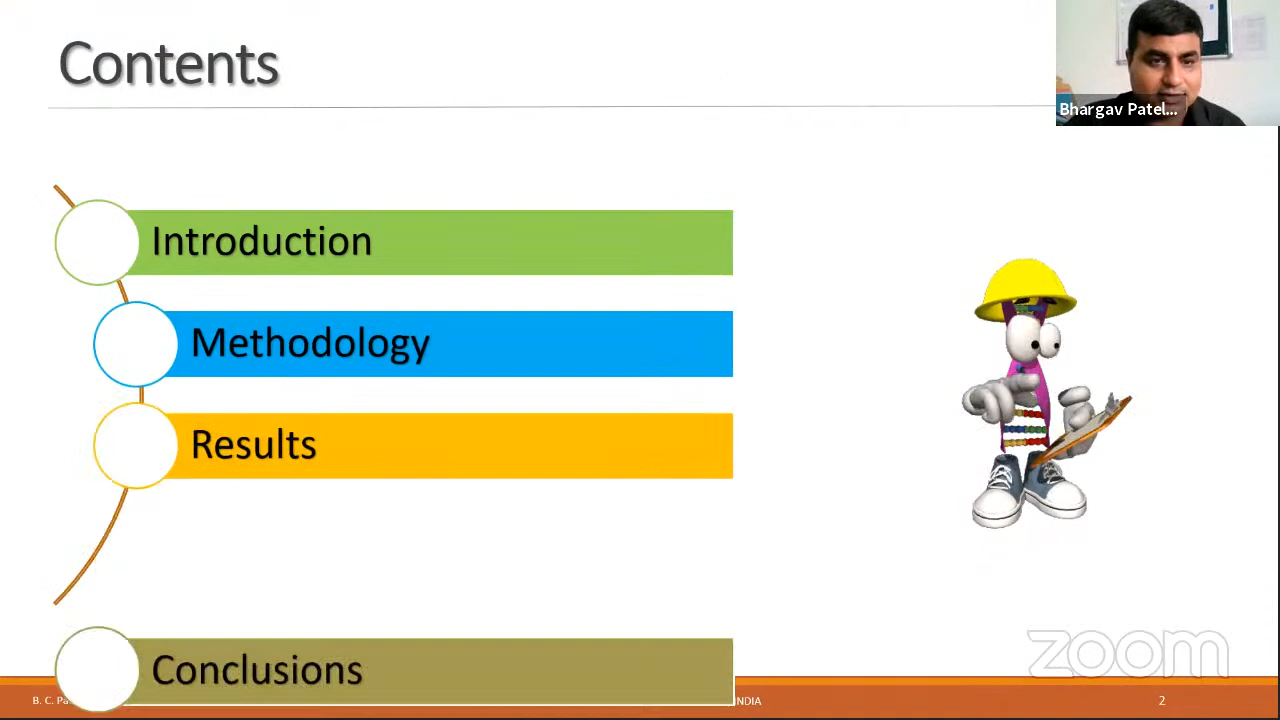 Contents
Bhargav Patel...
Introduction
Methodology
Results
Conclusions
zoom
B. C. INDIA
2